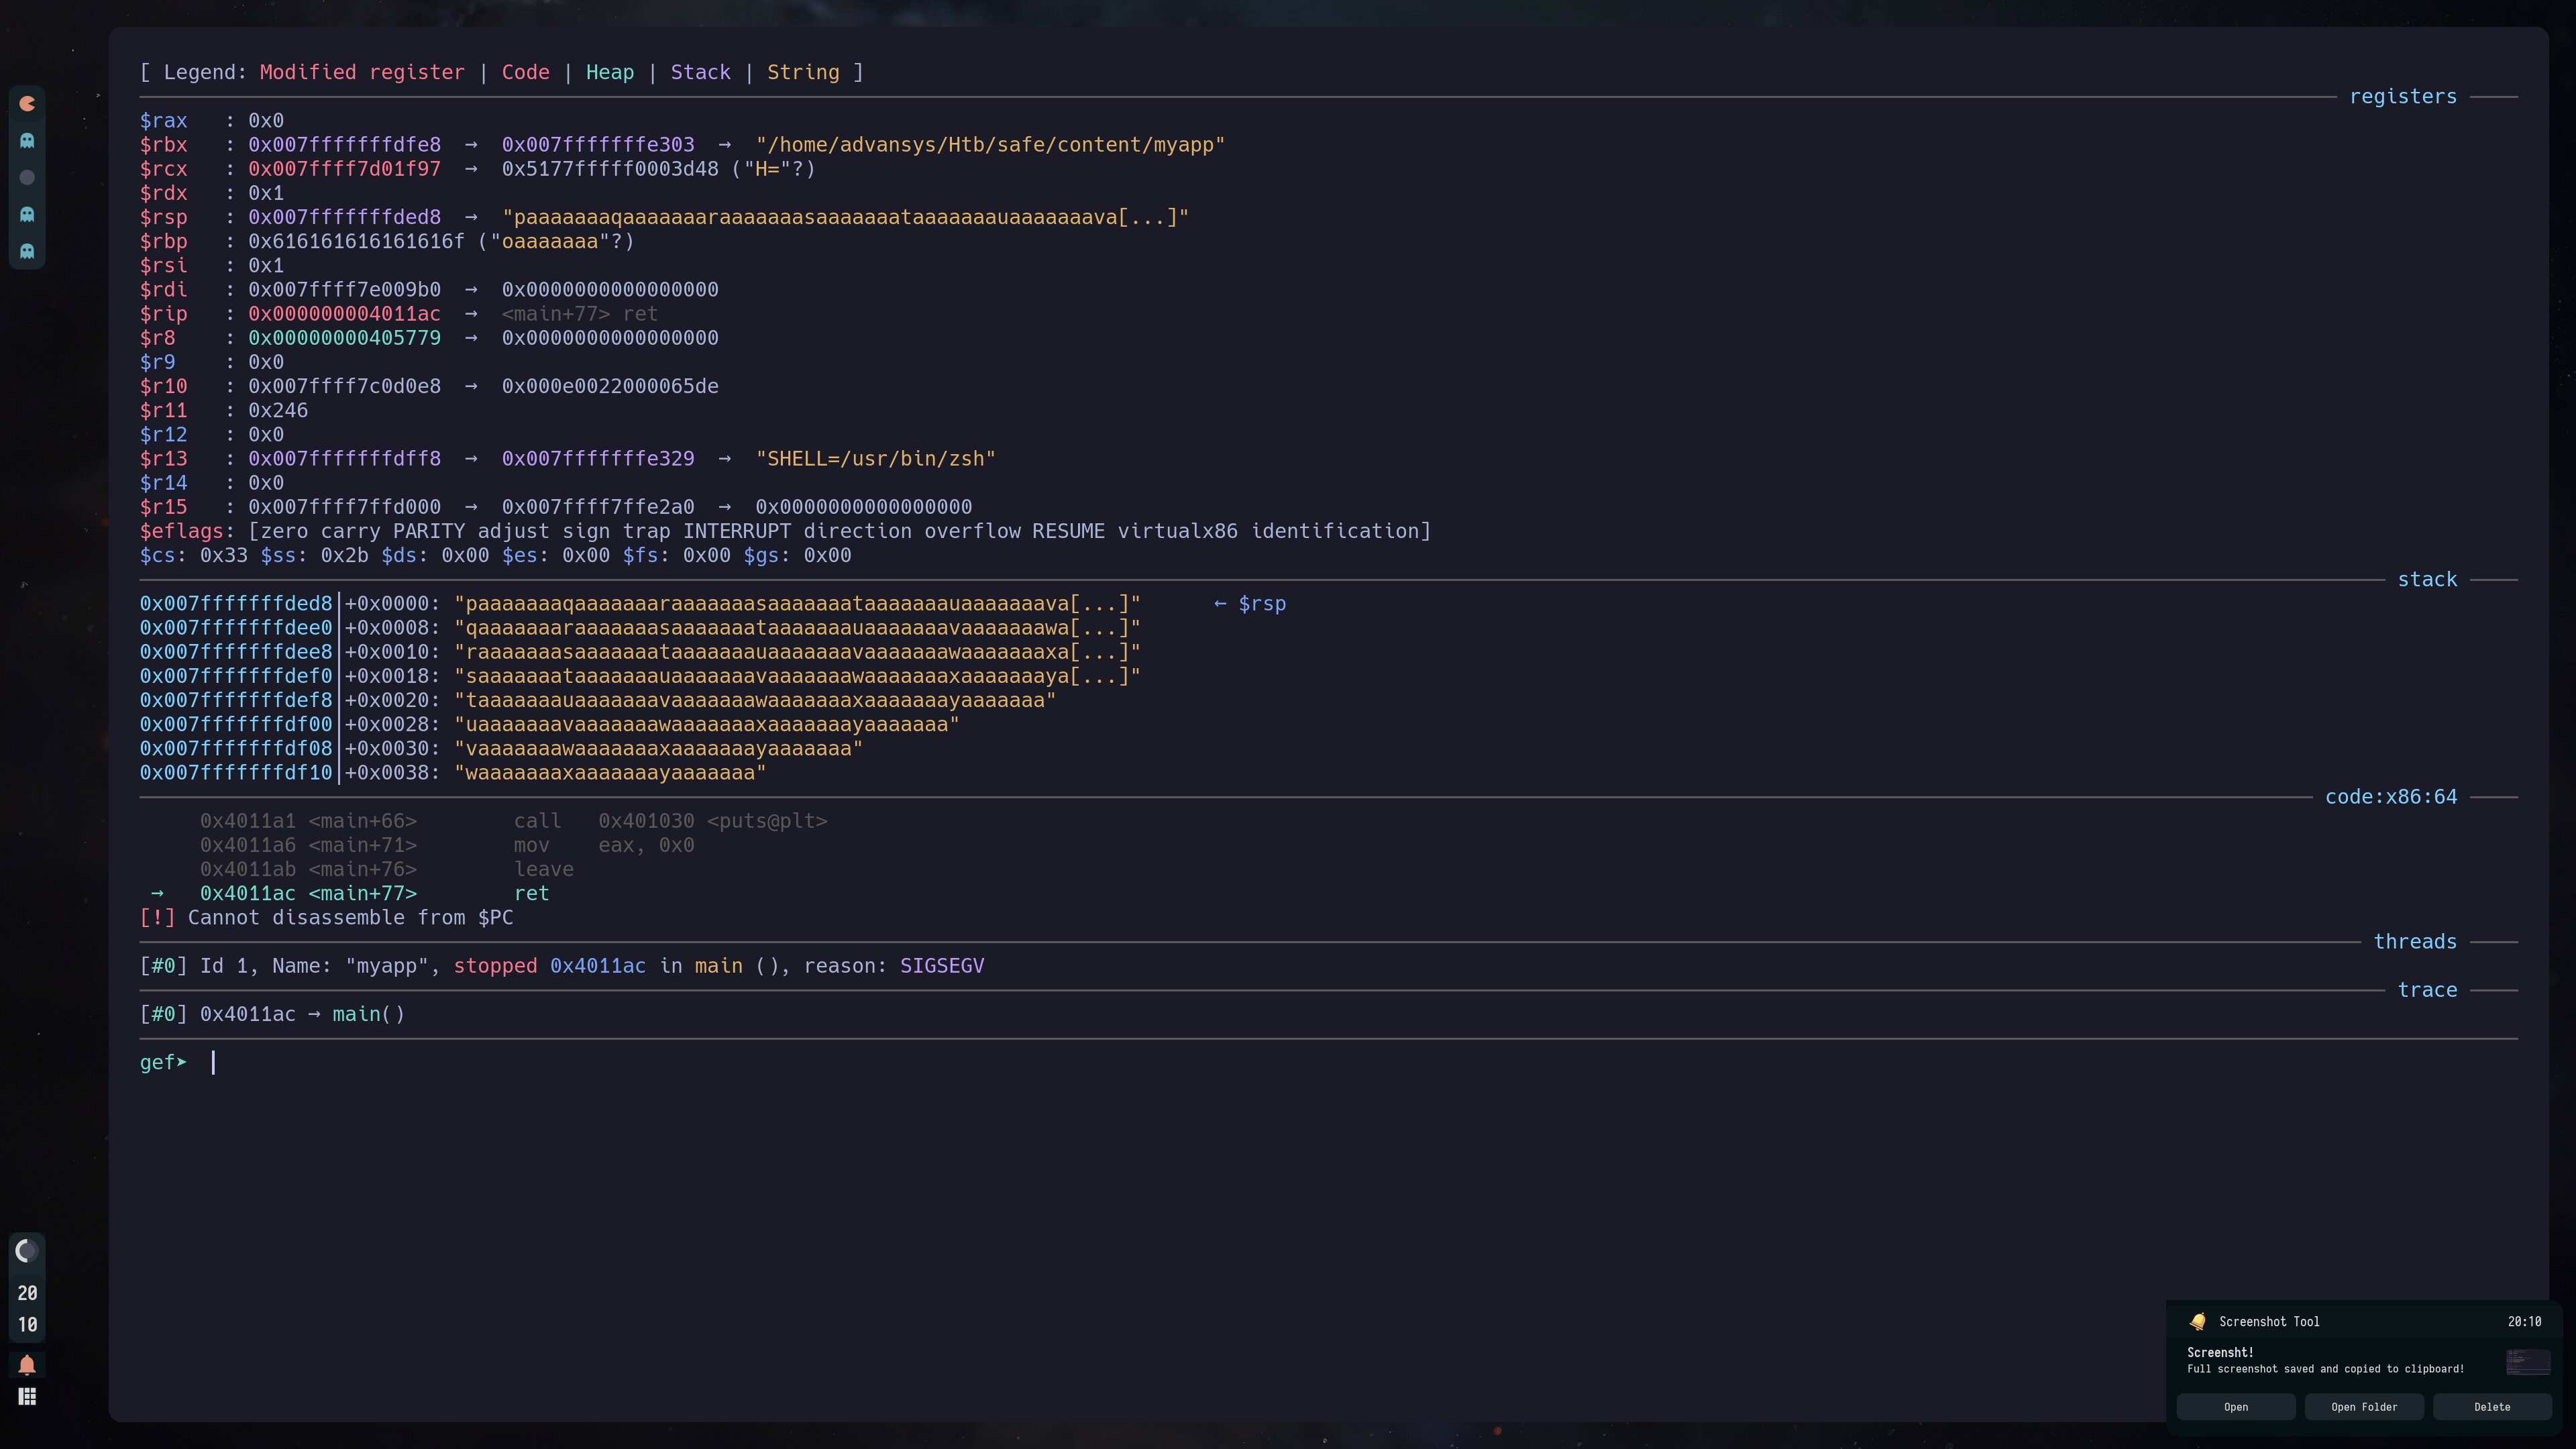 [ Legend: Modified register | Code | Heap | Stack | String ]
registers
$rax   : 0x0
$rbx   : 0x007fffffffdfe8  →  0x007fffffffe303  →  "/home/advansys/Htb/safe/content/myapp"
$rcx   : 0x007ffff7d01f97  →  0x5177fffff0003d48 ("H="?)
$rdx   : 0x1
$rsp   : 0x007fffffffded8  →  "paaaaaaaqaaaaaaaraaaaaaasaaaaaaataaaaaaauaaaaaaava[...]"
$rbp   : 0x616161616161616f ("oaaaaaaa"?)
$rsi   : 0x1
$rdi   : 0x007ffff7e009b0  →  0x0000000000000000
$rip   : 0x000000004011ac  →  <main+77> ret
$r8    : 0x00000000405779  →  0x0000000000000000
$r9    : 0x0
$r10   : 0x007ffff7c0d0e8  →  0x000e0022000065de
$r11   : 0x246
$r12   : 0x0
$r13   : 0x007fffffffdff8  →  0x007fffffffe329  →  "SHELL=/usr/bin/zsh"
$r14   : 0x0
$r15   : 0x007ffff7ffd000  →  0x007ffff7ffe2a0  →  0x0000000000000000
$eflags: [zero carry PARITY adjust sign trap INTERRUPT direction overflow RESUME virtualx86 identification]
$cs: 0x33 $ss: 0x2b $ds: 0x00 $es: 0x00 $fs: 0x00 $gs: 0x00
stack
0x007fffffffded8│+0x0000: "paaaaaaaqaaaaaaaraaaaaaasaaaaaaataaaaaaauaaaaaaava[...]"      ← $rsp
0x007fffffffdee0│+0x0008: "qaaaaaaaraaaaaaasaaaaaaataaaaaaauaaaaaaavaaaaaaawa[...]"
0x007fffffffdee8│+0x0010: "raaaaaaasaaaaaaataaaaaaauaaaaaaavaaaaaaawaaaaaaaxa[...]"
0x007fffffffdef0│+0x0018: "saaaaaaataaaaaaauaaaaaaavaaaaaaawaaaaaaaxaaaaaaaya[...]"
0x007fffffffdef8│+0x0020: "taaaaaaauaaaaaaavaaaaaaawaaaaaaaxaaaaaaayaaaaaaa"
0x007fffffffdf00│+0x0028: "uaaaaaaavaaaaaaawaaaaaaaxaaaaaaayaaaaaaa"
0x007fffffffdf08│+0x0030: "vaaaaaaawaaaaaaaxaaaaaaayaaaaaaa"
0x007fffffffdf10│+0x0038: "waaaaaaaxaaaaaaayaaaaaaa"
code:x86:64
0x4011a1 <main+66>        call   0x401030 <puts@plt>
0x4011a6 <main+71>        mov    eax, 0x0
0x4011ab <main+76>        leave
→   0x4011ac <main+77>        ret
[!] Cannot disassemble from $PC
threads
[#0] Id 1, Name: "myapp", stopped 0x4011ac in main (), reason: SIGSEGV
trace
[#0] 0x4011ac → main()
gef➤
20
10
Screenshot Tool 20:10
Screensht!
Full screenshot saved and copied to clipboard!
Open Open Folder Delete